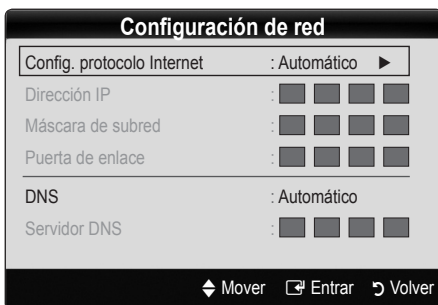 Configuración de red
Config. protocolo Internet : Automático ►
Dirección IP :
Máscara de subred :
Puerta de enlace :
DNS : Automático
Servidor DNS :
Mover Entrar Volver